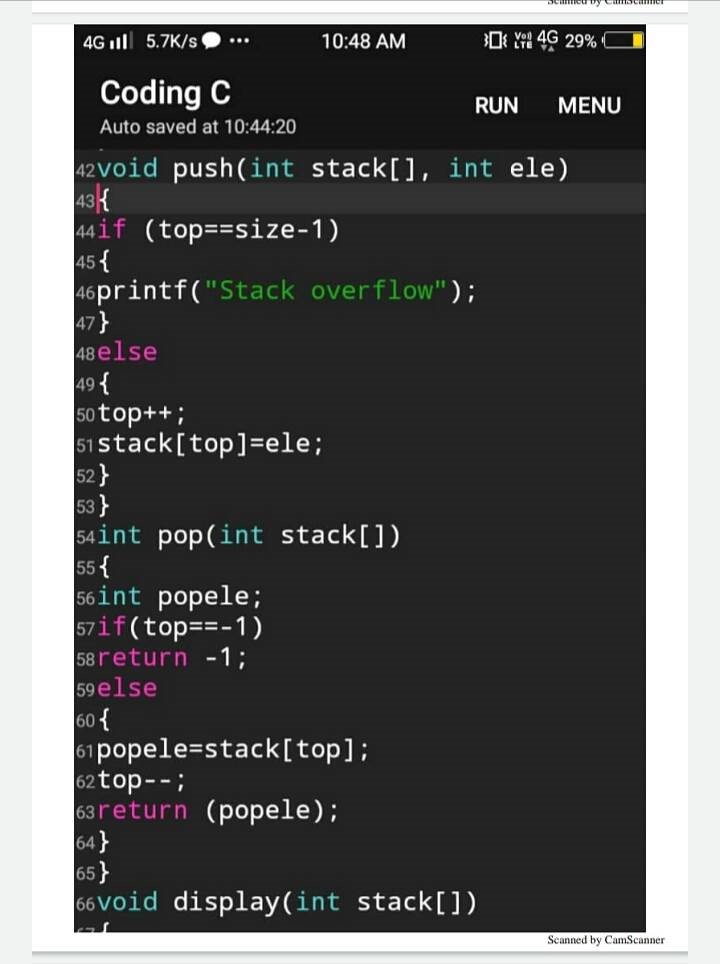 Scanned by CamScanner
4G 5.7K/s ...
10:48 AM
VoD LTE 4G 29%
Coding C
RUN MENU
Auto saved at 10:44:20
42void push(int stack[], int ele)
43{
44if (top==size-1)
45{
46printf("Stack overflow");
47}
48else
49{
50top++;
51stack[top]=ele;
52}
53}
54int pop(int stack[])
55{
56int popele;
57if(top==-1)
58return -1;
59else
60{
61popele=stack[top];
62top--;
63return (popele);
64}
65}
66void display(int stack[])
67{
Scanned by CamScanner